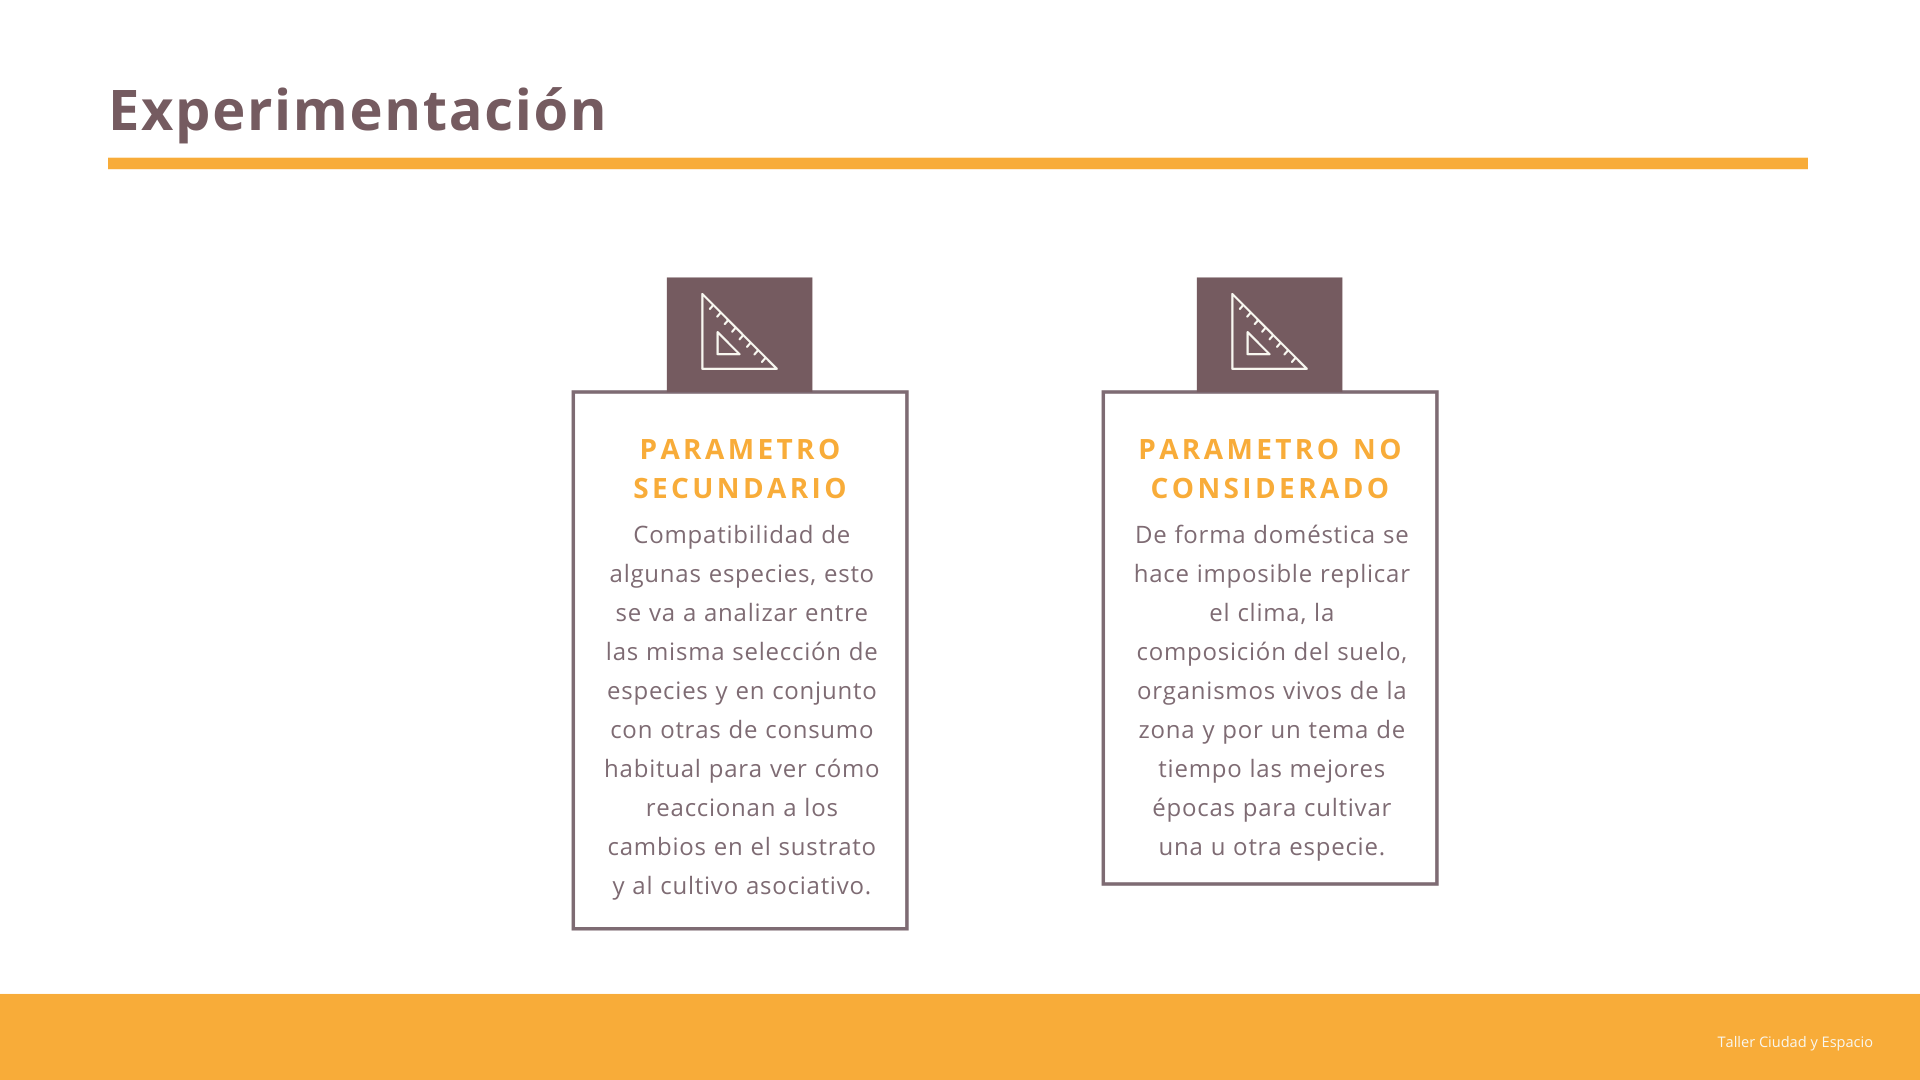 Experimentación
PARAMETRO
SECUNDARIO
Compatibilidad de
algunas especies, esto
se va a analizar entre
las misma selección de
especies y en conjunto
con otras de consumo
habitual para ver cómo
reaccionan a los
cambios en el sustrato
y al cultivo asociativo.
PARAMETRO NO
CONSIDERADO
De forma doméstica se
hace imposible replicar
el clima, la
composición del suelo,
organismos vivos de la
zona y por un tema de
tiempo las mejores
épocas para cultivar
una u otra especie.
Taller Ciudad y Espacio